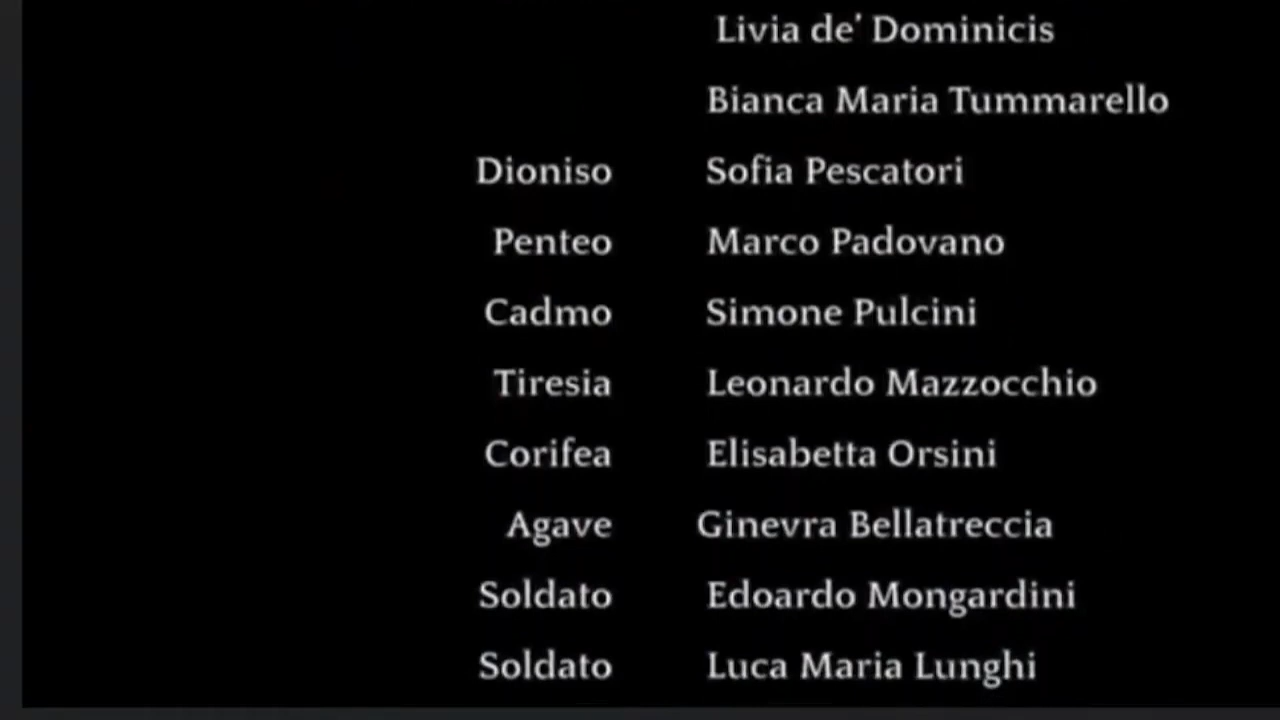 Livia de' Dominicis
Bianca Maria Tummarello
Dioniso Sofia Pescatori
Penteo Marco Padovano
Cadmo Simone Pulcini
Tiresia Leonardo Mazzocchio
Corifea Elisabetta Orsini
Agave Ginevra Bellatreccia
Soldato Edoardo Mongardini
Soldato Luca Maria Lunghi